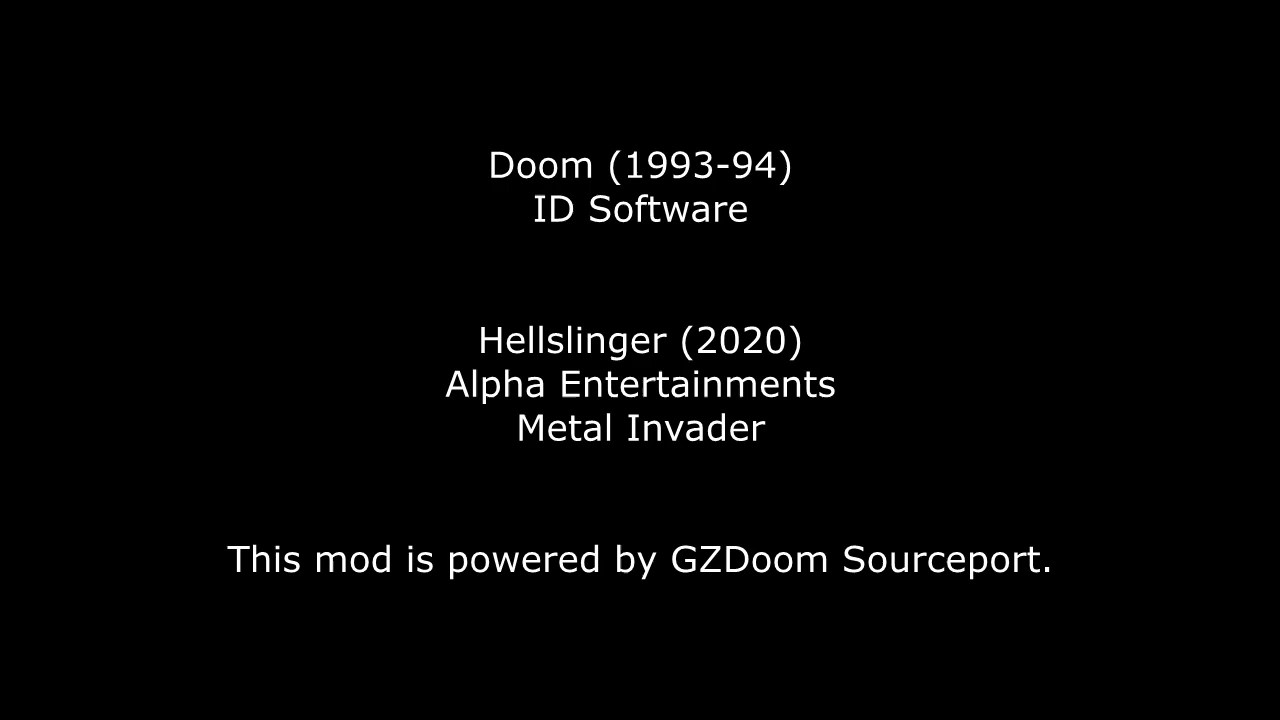 Doom (1993-94)
ID Software
Hellslinger (2020)
Alpha Entertainments
Metal Invader
This mod is powered by GZDoom Sourceport.